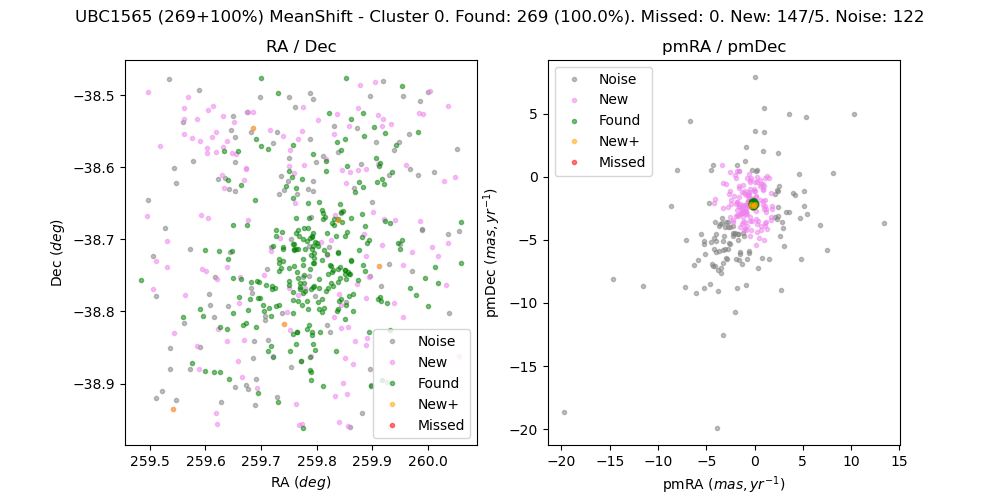 UBC1565 (269+100%) MeanShift - Cluster 0. Found: 269 (100.0%). Missed: 0. New: 147/5. Noise: 122
RA / Dec
−38.5
−38.6
−38.7
−38.8
−38.9
Dec (deg)
Noise
New
Found
New+
Missed
259.5 259.6 259.7 259.8 259.9 260.0
RA (deg)
pmRA / pmDec
Noise
New
Found
New+
Missed
5
0
−5
−10
−15
−20
pmDec (mas, yr⁻¹)
−20 −15 −10 −5 0 5 10 15
pmRA (mas, yr⁻¹)